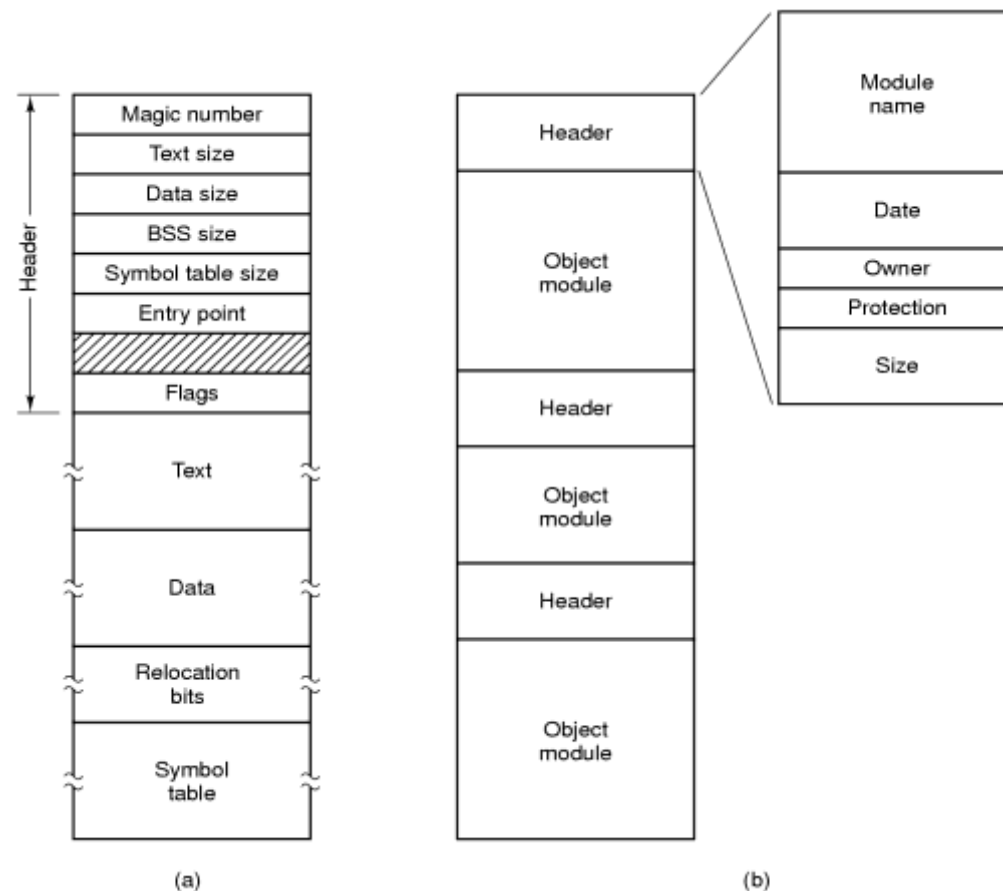 Header
Magic number
Text size
Data size
BSS size
Symbol table size
Entry point
Flags
Text
Data
Relocation
bits
Symbol
table
(a)
Header
Object
module
Header
Object
module
Header
Object
module
Module
name
Date
Owner
Protection
Size
(b)